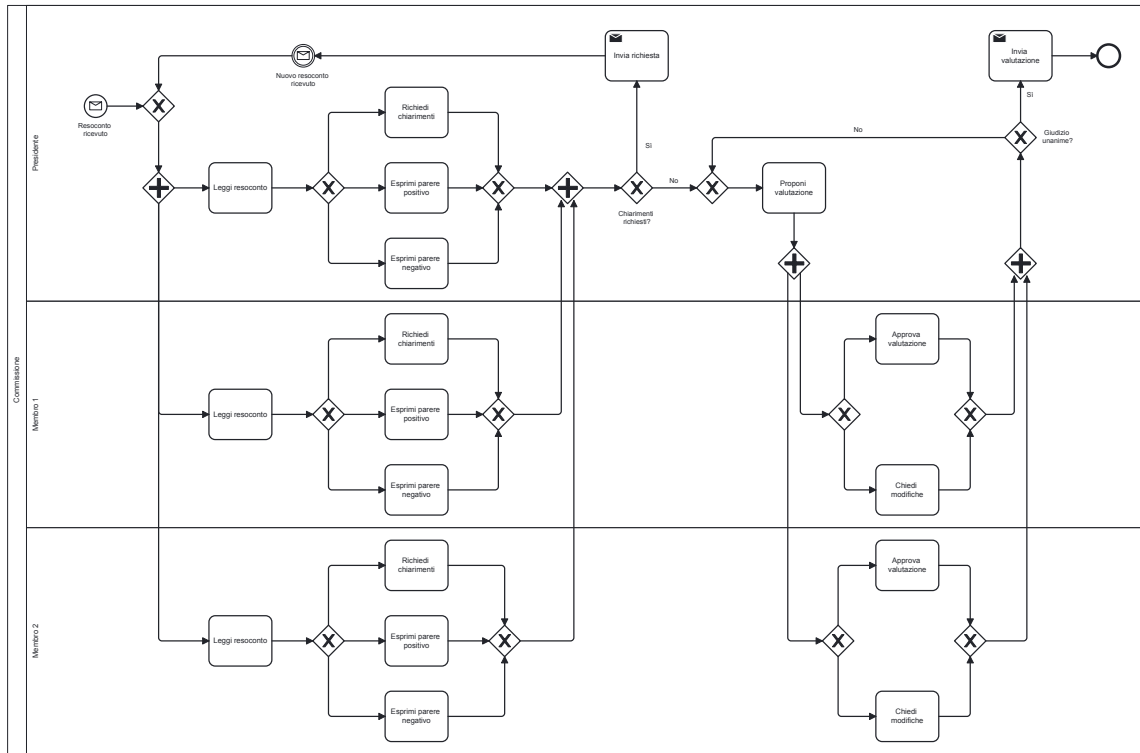 Commissione
Presidente
Resoconto
ricevuto
Nuovo resoconto
ricevuto
Leggi resoconto
Richiedi
chiarimenti
Esprimi parere
positivo
Esprimi parere
negativo
Invia richiesta
Sì
Chiarimenti
richiesti?
No
Proponi
valutazione
No
Giudizio
unanime?
Sì
Invia
valutazione
Membro 1
Leggi resoconto
Richiedi
chiarimenti
Esprimi parere
positivo
Esprimi parere
negativo
Approva
valutazione
Chiedi
modifiche
Membro 2
Leggi resoconto
Richiedi
chiarimenti
Esprimi parere
positivo
Esprimi parere
negativo
Approva
valutazione
Chiedi
modifiche